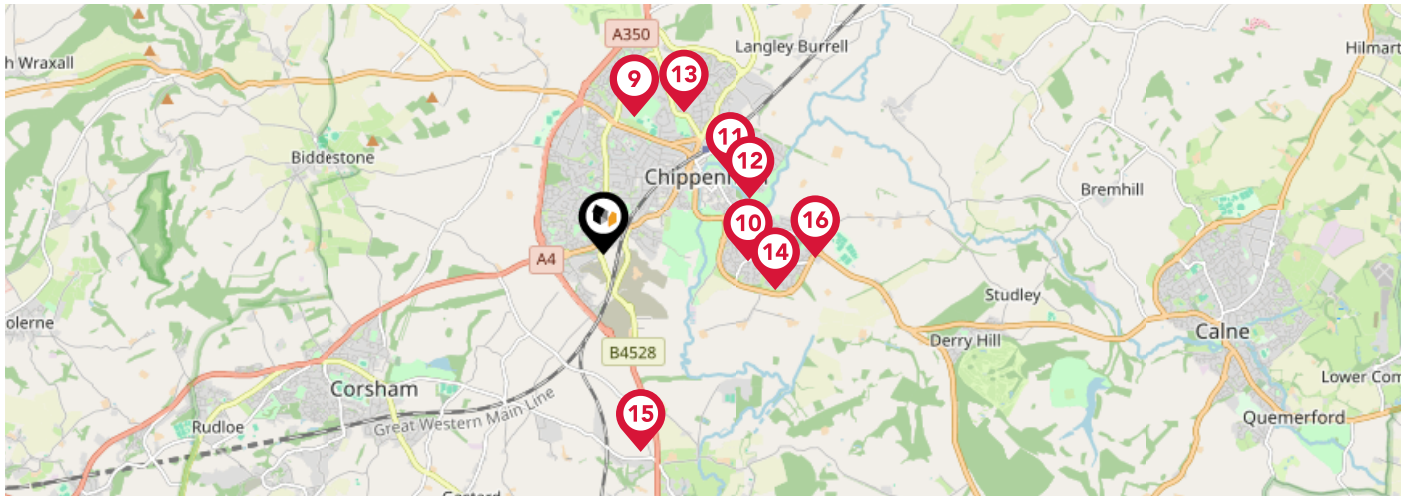 A350
Langley Burrell
Hilmart
h Wraxall
9
13
11
Biddestone
12
Chippenh
Bremhill
10
16
14
A4
Studley
olerne
Calne
Derry Hill
B4528
Corsham
Lower Com
Great Western Main Line
15
Rudloe
Quemerford